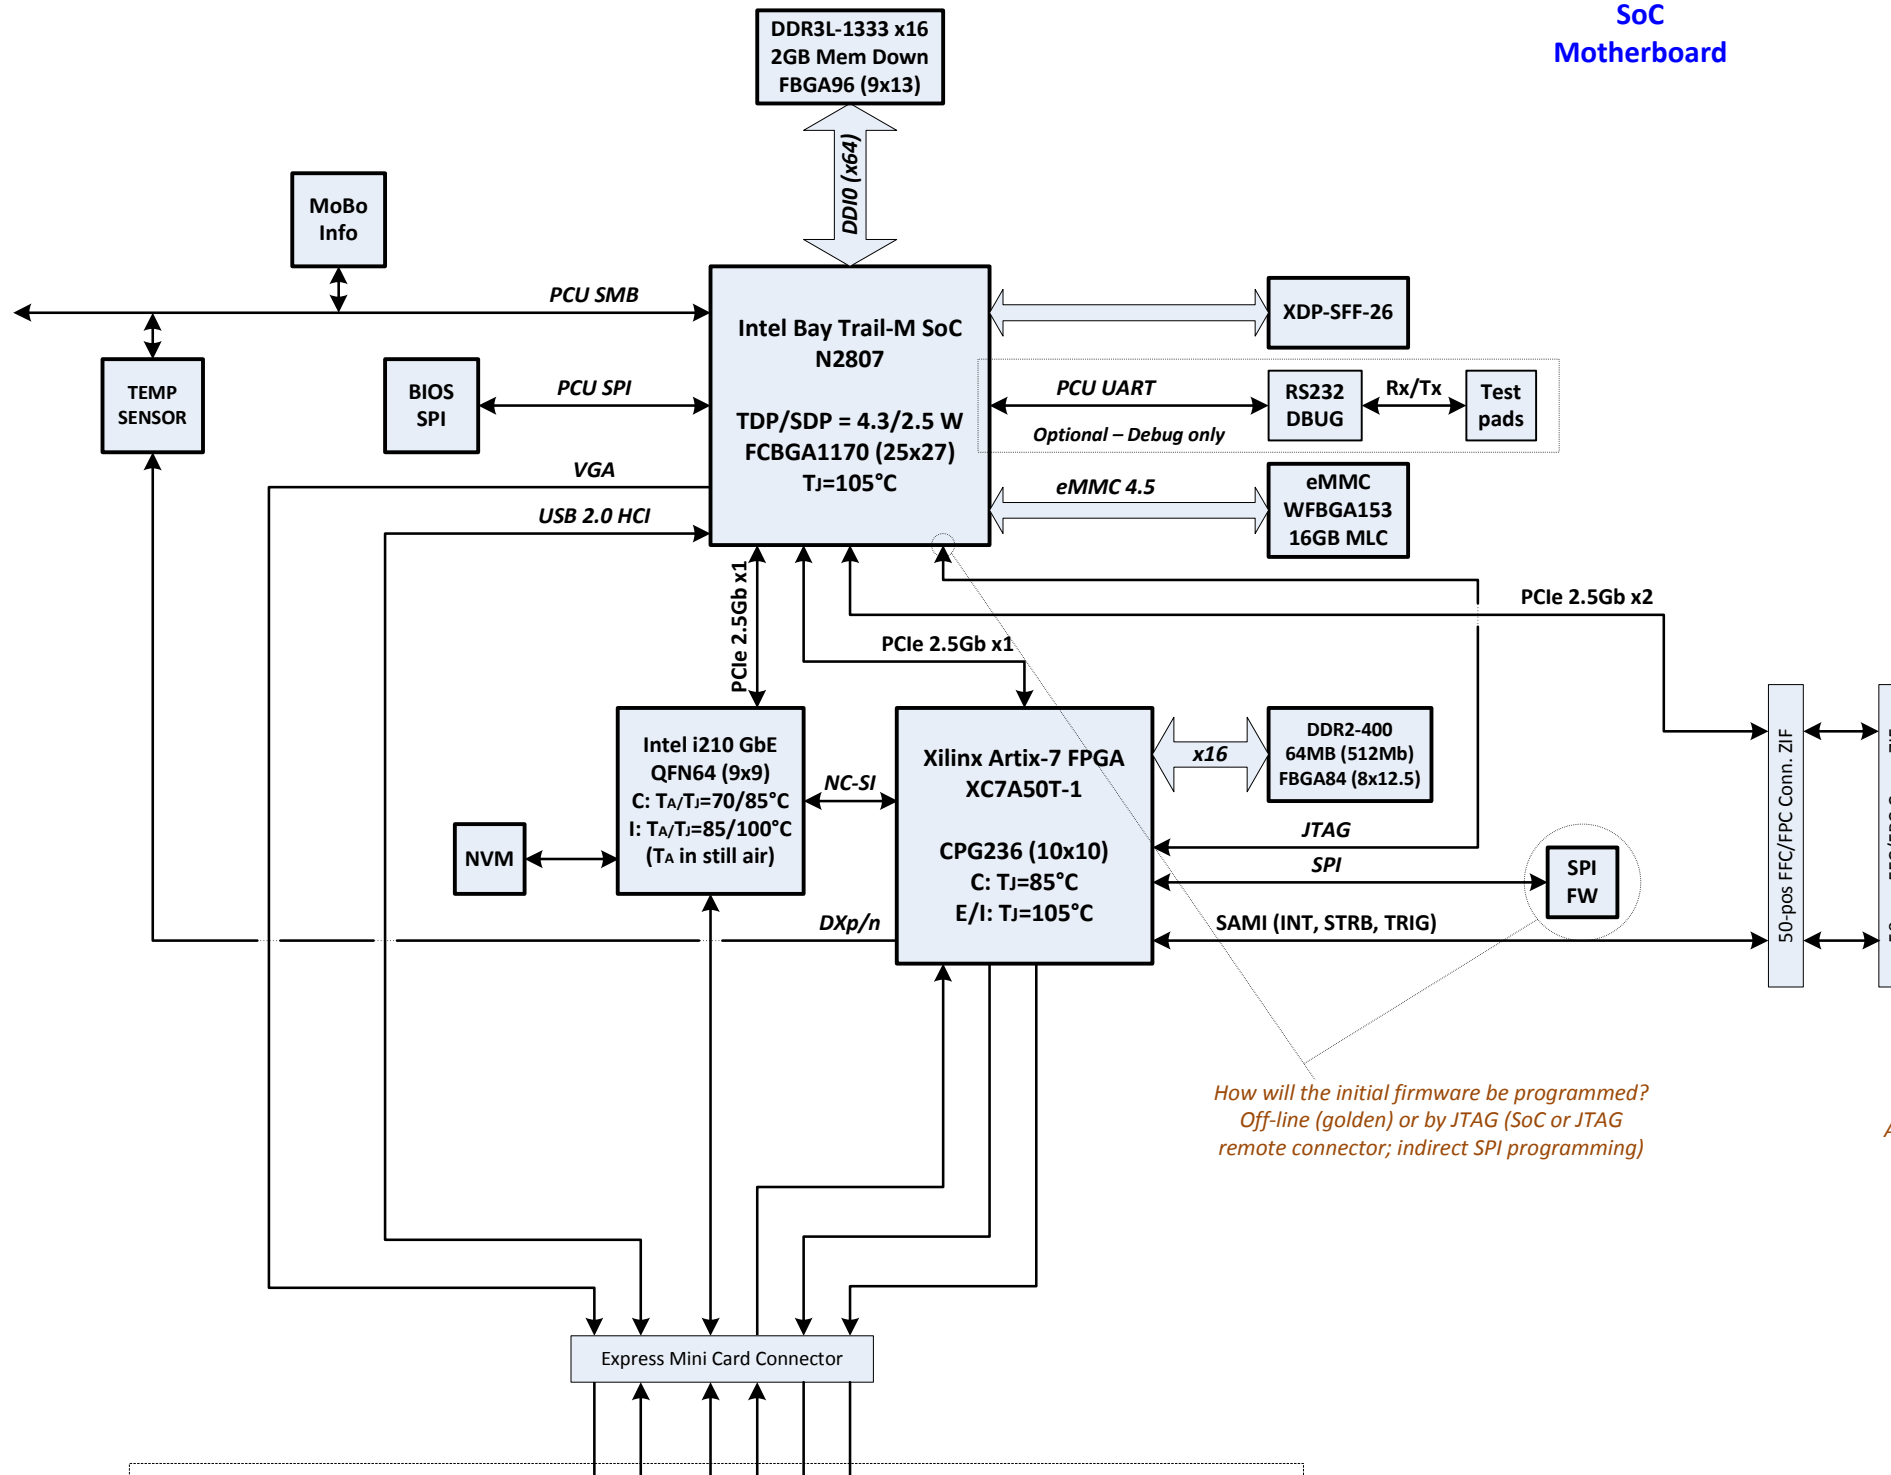 SoC
Motherboard
DDR3L-1333 x16
2GB Mem Down
FBGA96 (9x13)
DDI0 (x64)
MoBo
Info
PCU SMB
Intel Bay Trail-M SoC
N2807
TDP/SDP = 4.3/2.5 W
FCBGA1170 (25x27)
TJ=105°C
XDP-SFF-26
TEMP
SENSOR
BIOS
SPI
PCU SPI
PCU UART
RS232
DBUG
Rx/Tx
Test
pads
Optional – Debug only
VGA
USB 2.0 HCI
eMMC 4.5
eMMC
WFBGA153
16GB MLC
PCIe 2.5Gb x1
PCIe 2.5Gb x1
PCIe 2.5Gb x2
Intel i210 GbE
QFN64 (9x9)
C: TA/TJ=70/85°C
I: TA/TJ=85/100°C
(TA in still air)
NC-SI
NVM
Xilinx Artix-7 FPGA
XC7A50T-1
CPG236 (10x10)
C: TJ=85°C
E/I: TJ=105°C
x16
DDR2-400
64MB (512Mb)
FBGA84 (8x12.5)
JTAG
SPI
SPI
FW
DXp/n
SAMI (INT, STRB, TRIG)
50-pos FFC/FPC Conn. ZIF
How will the initial firmware be programmed?
Off-line (golden) or by JTAG (SoC or JTAG
remote connector; indirect SPI programming)
Express Mini Card Connector